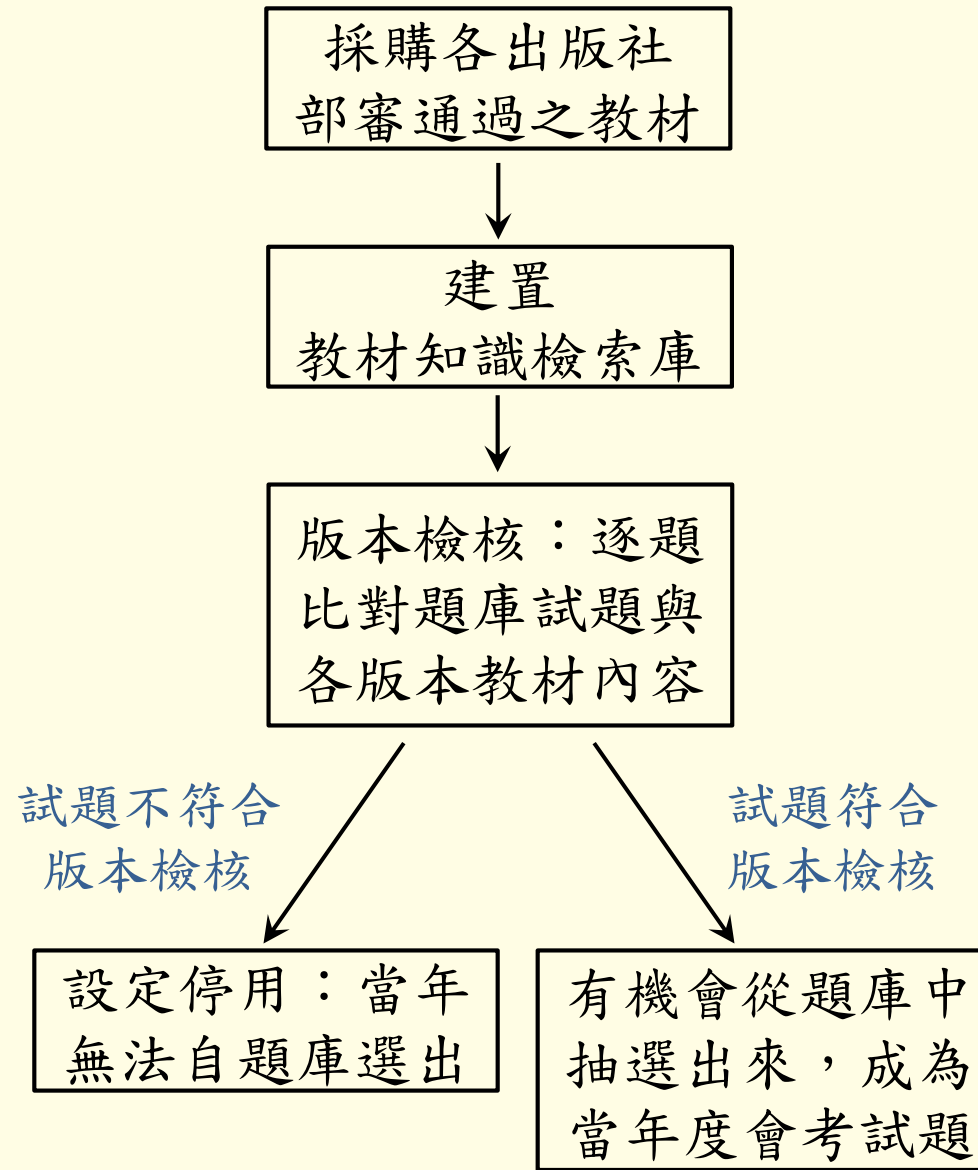 採購各出版社
部審通過之教材
建置
教材知識檢索庫
版本檢核：逐題
比對題庫試題與
各版本教材內容
試題不符合
版本檢核
試題符合
版本檢核
設定停用：當年
無法自題庫選出
有機會從題庫中
抽選出來，成為
當年度會考試題